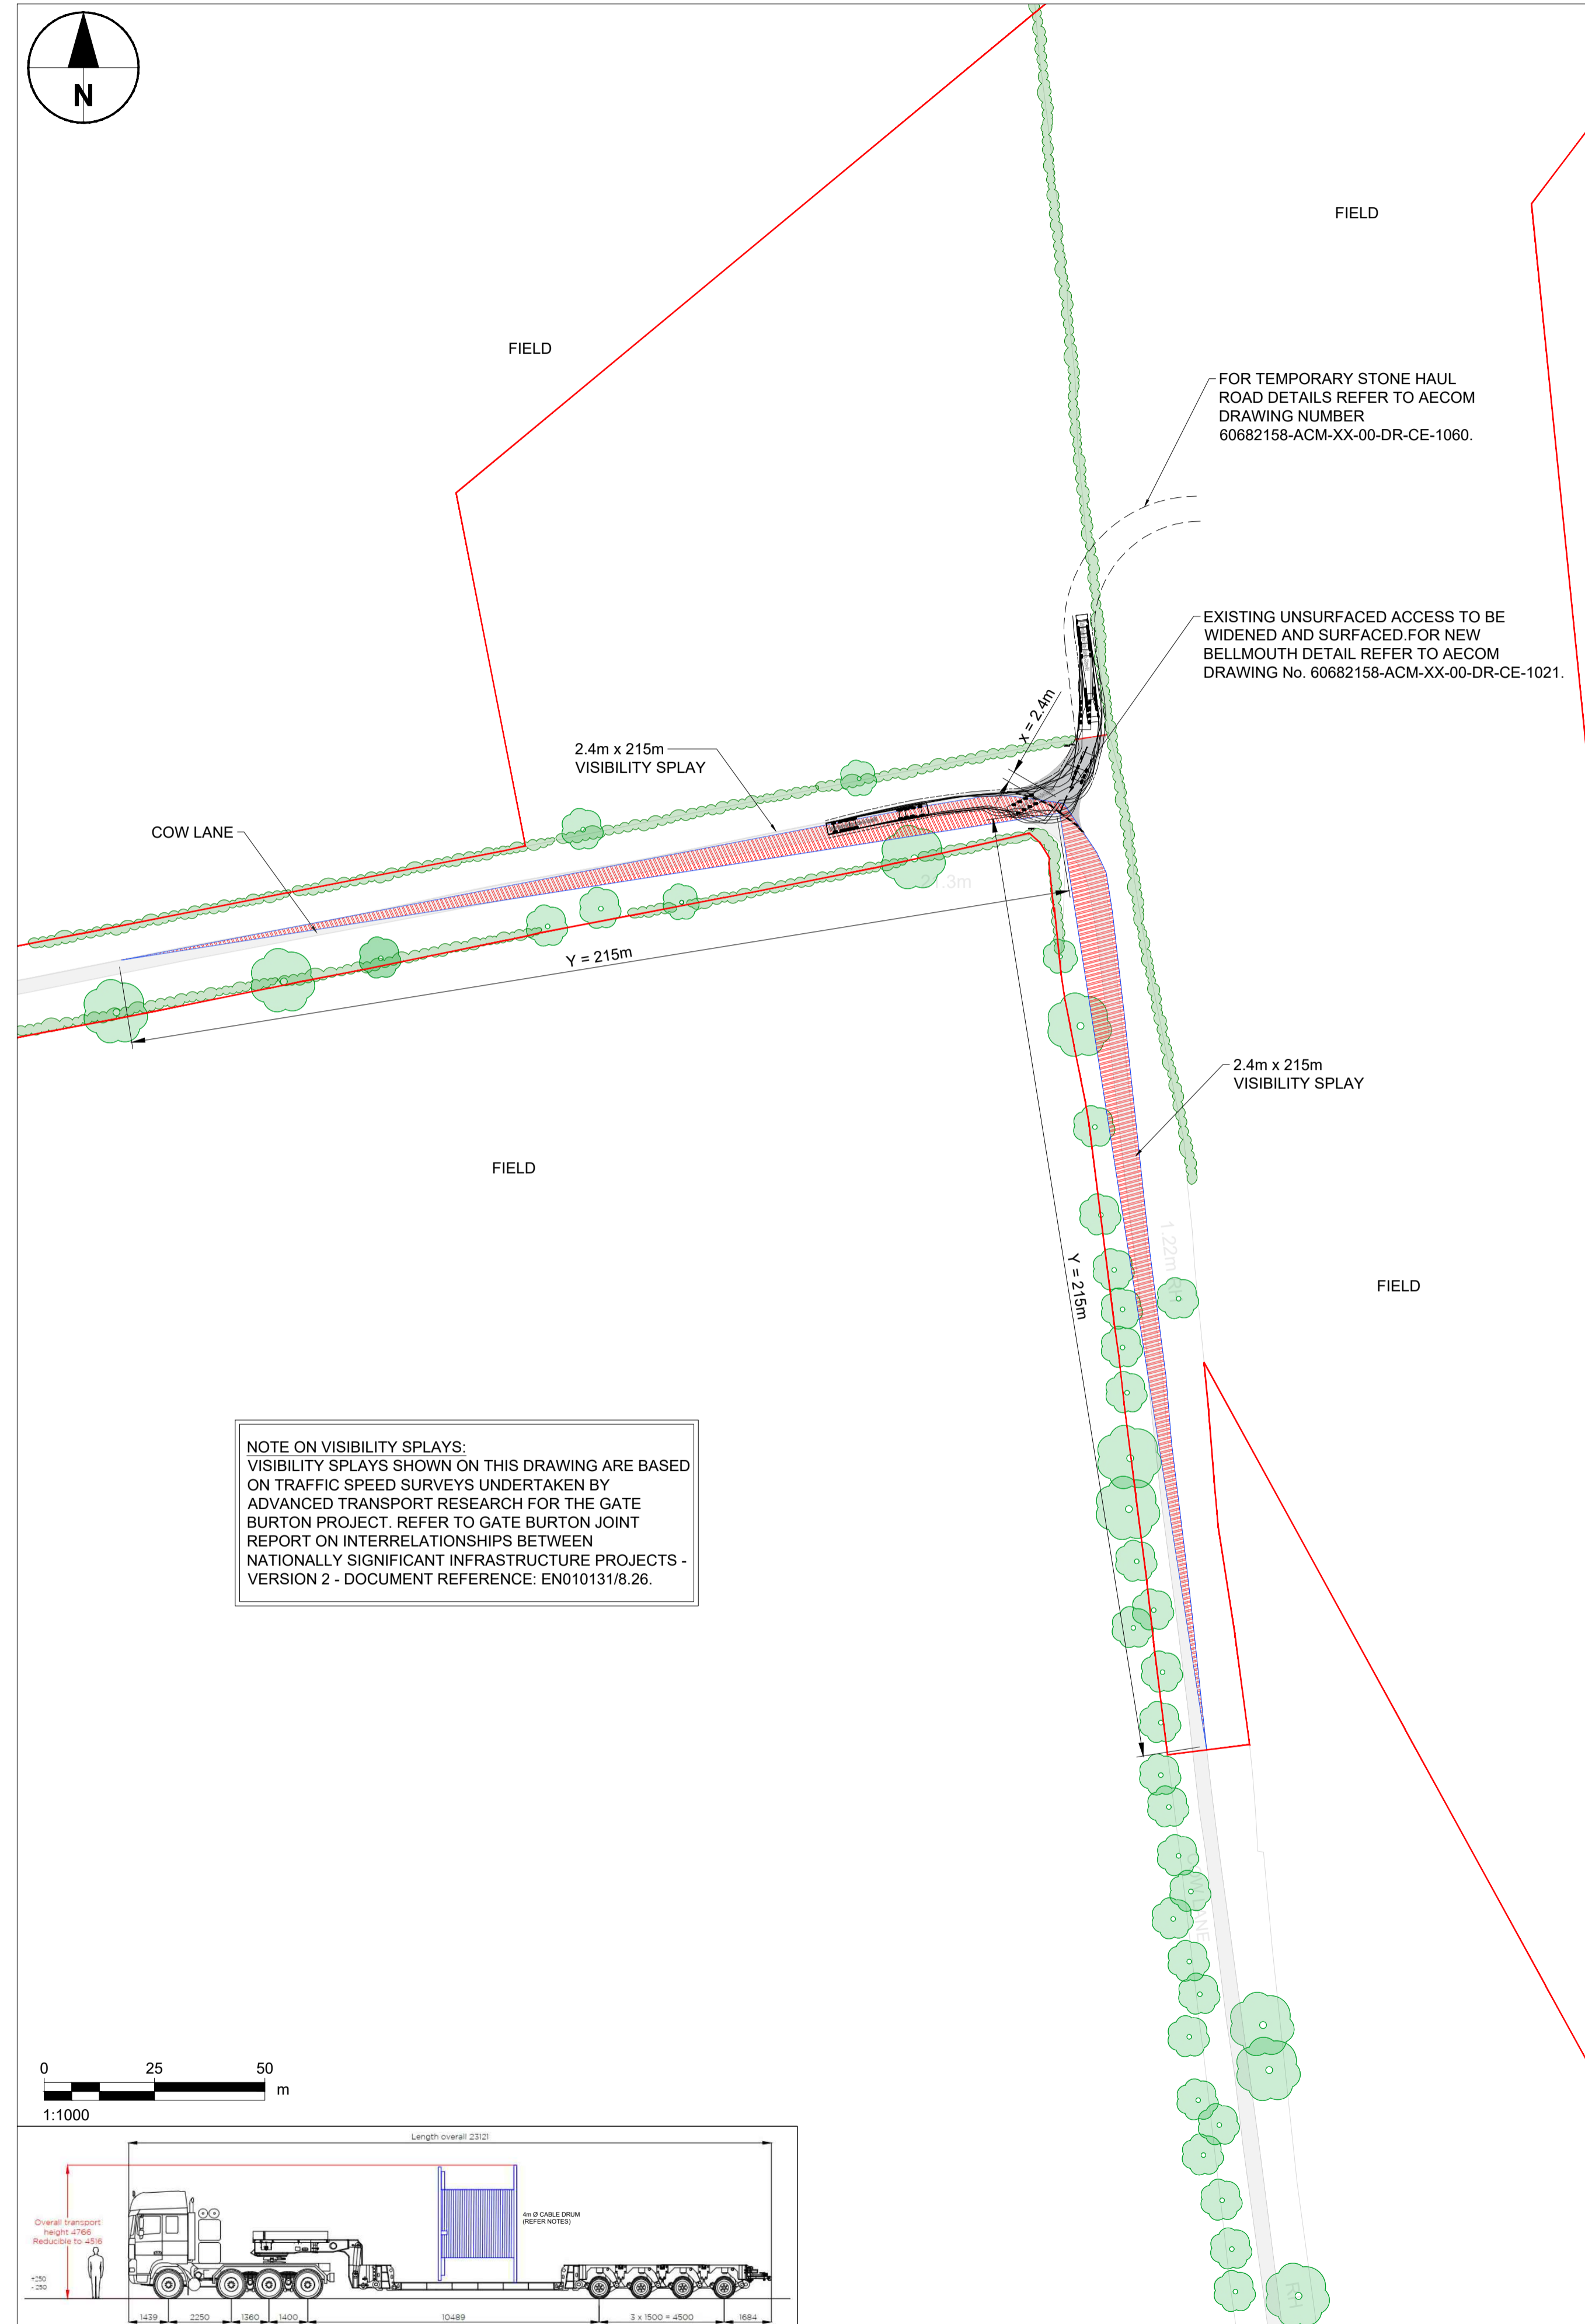 N
FIELD
FIELD
FOR TEMPORARY STONE HAUL
ROAD DETAILS REFER TO AECOM
DRAWING NUMBER
60682158-ACM-XX-00-DR-CE-1060.
EXISTING UNSURFACED ACCESS TO BE
WIDENED AND SURFACED.FOR NEW
BELLMOUTH DETAIL REFER TO AECOM
DRAWING No. 60682158-ACM-XX-00-DR-CE-1021.
x = 2.4m
2.4m x 215m
VISIBILITY SPLAY
COW LANE
Y = 215m
2.4m x 215m
VISIBILITY SPLAY
FIELD
1.22m RH
Y = 215m
FIELD
NOTE ON VISIBILITY SPLAYS:
VISIBILITY SPLAYS SHOWN ON THIS DRAWING ARE BASED
ON TRAFFIC SPEED SURVEYS UNDERTAKEN BY
ADVANCED TRANSPORT RESEARCH FOR THE GATE
BURTON PROJECT. REFER TO GATE BURTON JOINT
REPORT ON INTERRELATIONSHIPS BETWEEN
NATIONALLY SIGNIFICANT INFRASTRUCTURE PROJECTS -
VERSION 2 - DOCUMENT REFERENCE: EN010131/8.26.
RH
0 25 50
m
1:1000
Length overall 23121
Overall transport
height 4766
Reducible to 4516
4m Ø CABLE DRUM
(REFER NOTES)
+250
- 250
1439 2250 1360 1400 10489 3 x 1500 = 4500 1684